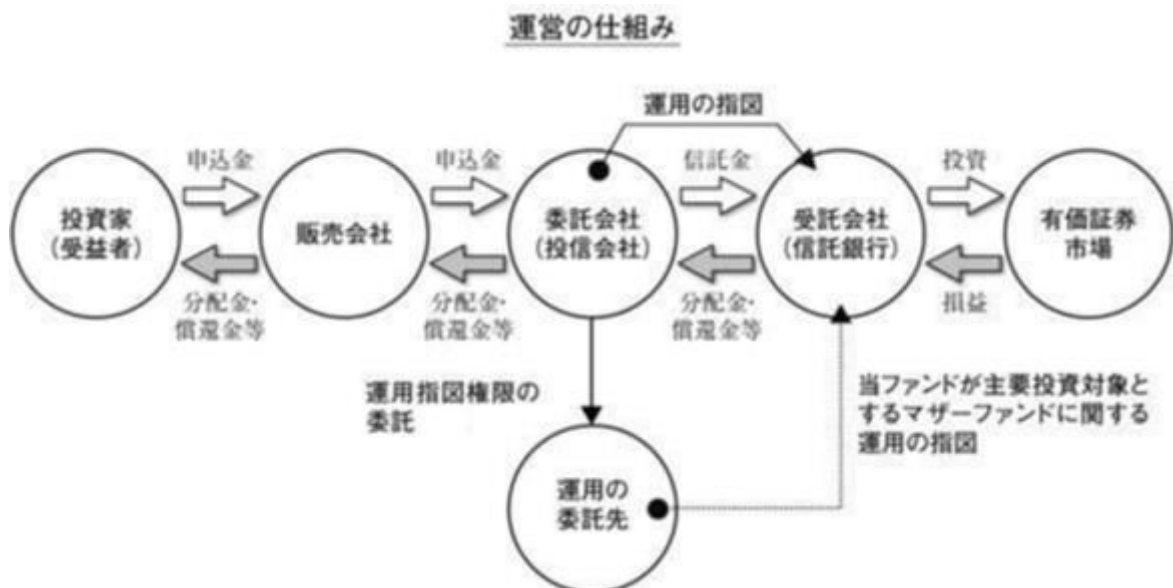 運営の仕組み
運用の指図
申込金
申込金
信託金
投資
投資家
(受益者)
販売会社
委託会社
(投信会社)
受託会社
(信託銀行)
有価証券
市場
分配金・
償還金等
分配金・
償還金等
分配金・
償還金等
損益
運用指図権限の
委託
当ファンドが主要投資対象と
するマザーファンドに関する
運用の指図
運用の
委託先